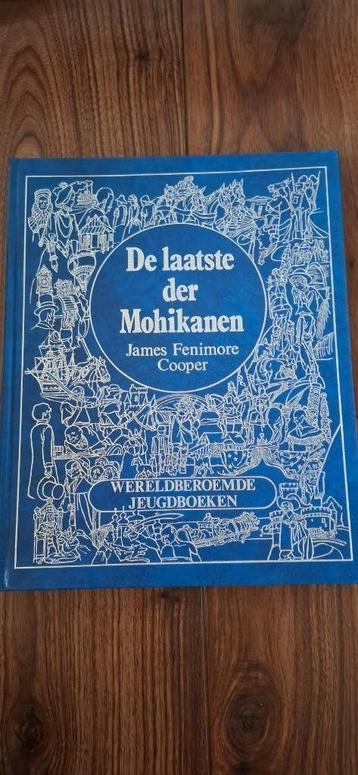 De laatste
der
Mohikanen
James Fenimore
Cooper
WERELDBEROEMDE
JEUGDBOEKEN